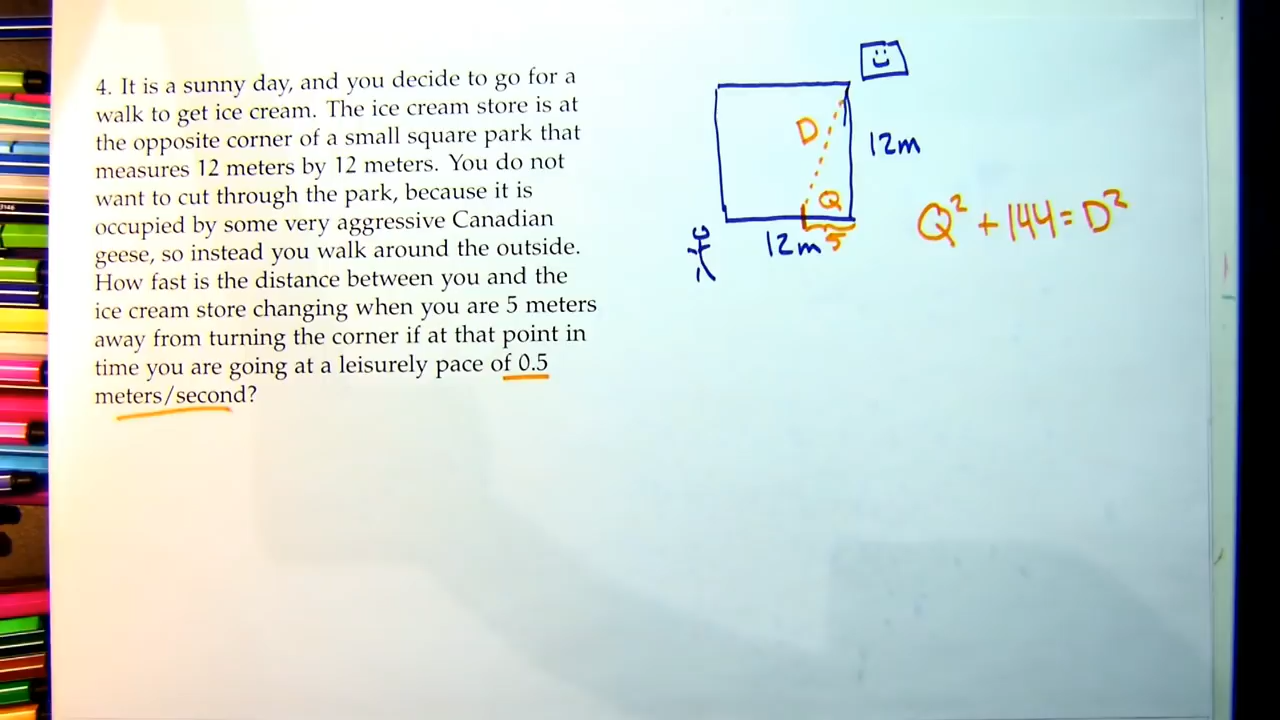 4. It is a sunny day, and you decide to go for a
walk to get ice cream. The ice cream store is at
the opposite corner of a small square park that
measures 12 meters by 12 meters. You do not
want to cut through the park, because it is
occupied by some very aggressive Canadian
geese, so instead you walk around the outside.
How fast is the distance between you and the
ice cream store changing when you are 5 meters
away from turning the corner if at that point in
time you are going at a leisurely pace of 0.5
meters/second?
D
12m
Q
12m 5
Q² + 144 = D²